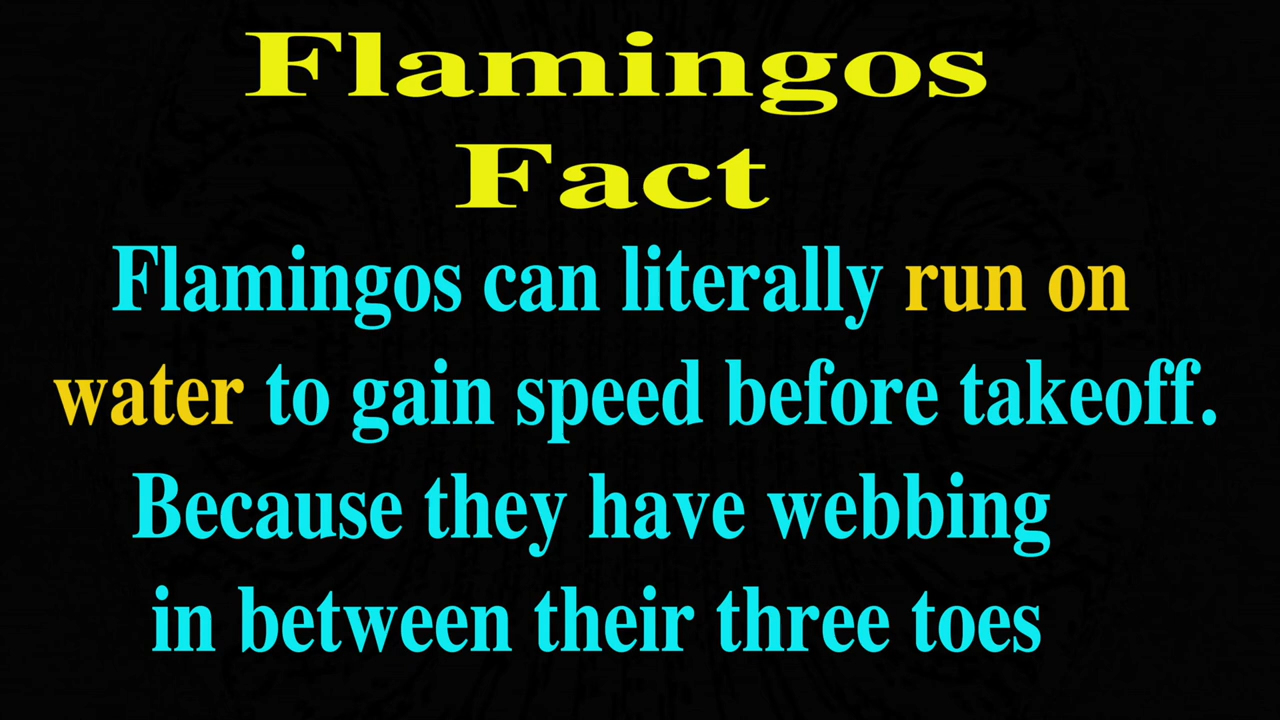 Flamingos
Fact
Flamingos can literally run on
water to gain speed before takeoff.
Because they have webbing
in between their three toes